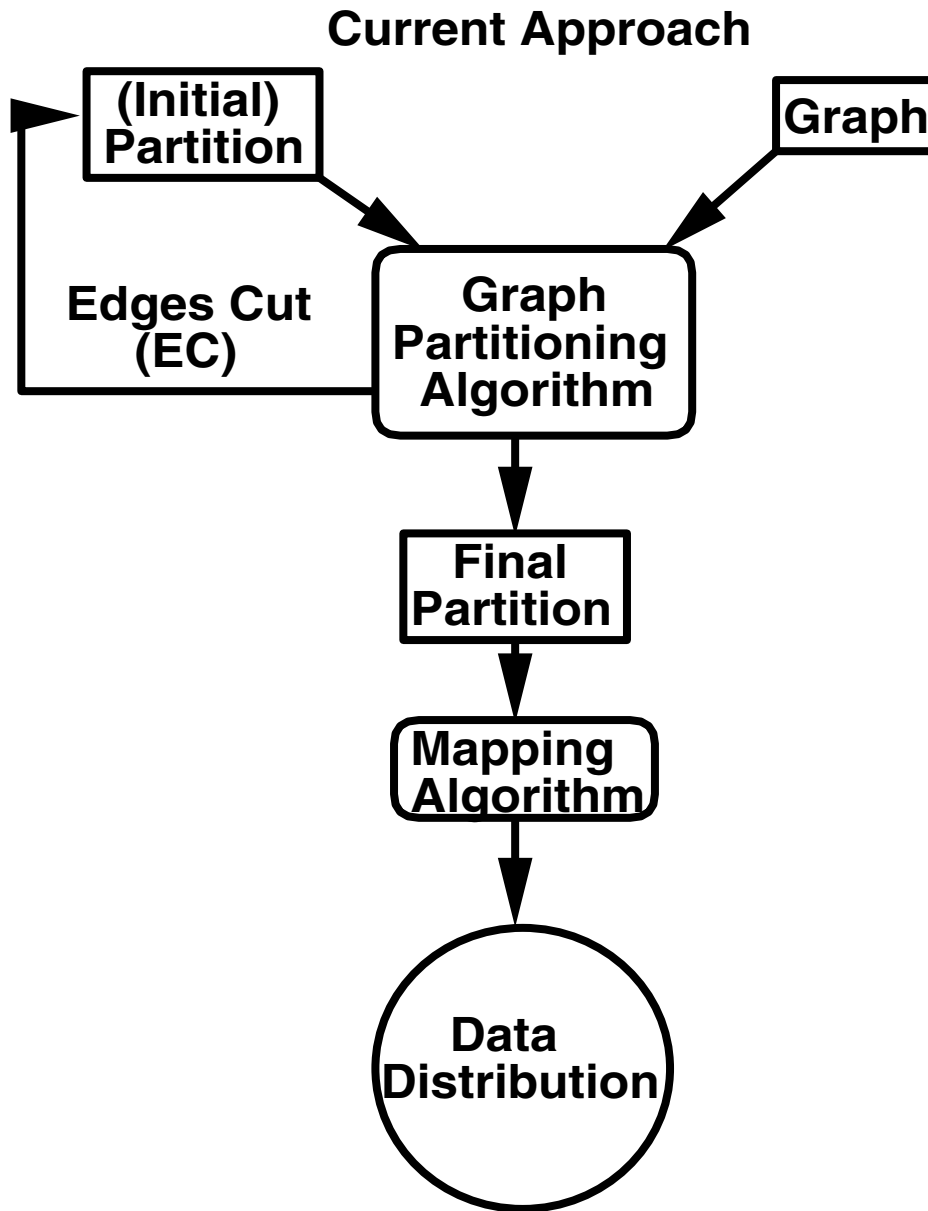 Current Approach
(Initial)
Partition
Graph
Edges Cut
(EC)
Graph
Partitioning
Algorithm
Final
Partition
Mapping
Algorithm
Data
Distribution